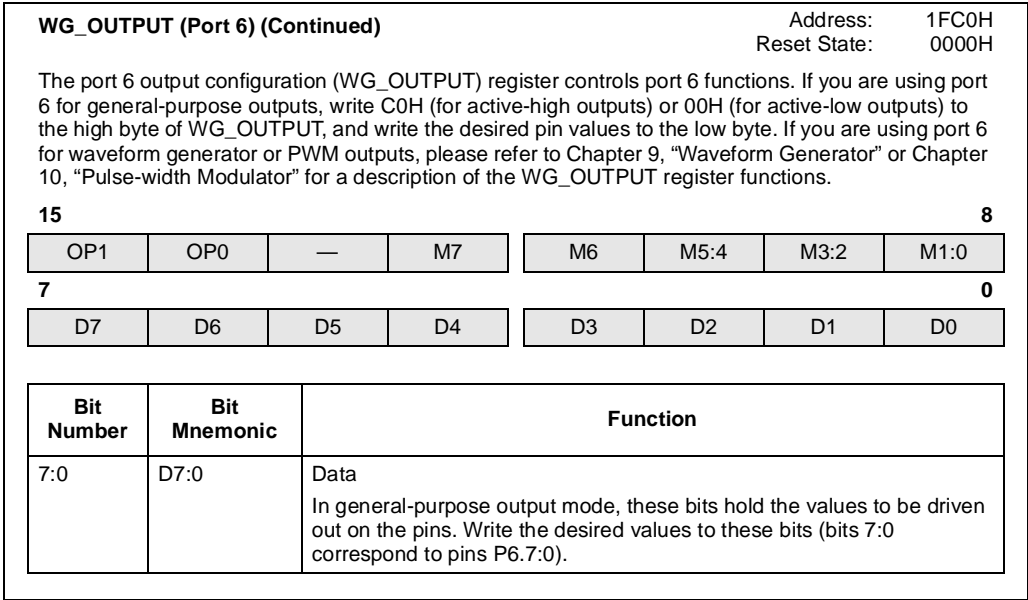 WG_OUTPUT (Port 6) (Continued)
Address: 1FC0H
Reset State: 0000H
The port 6 output configuration (WG_OUTPUT) register controls port 6 functions. If you are using port
6 for general-purpose outputs, write C0H (for active-high outputs) or 00H (for active-low outputs) to
the high byte of WG_OUTPUT, and write the desired pin values to the low byte. If you are using port 6
for waveform generator or PWM outputs, please refer to Chapter 9, “Waveform Generator” or Chapter
10, “Pulse-width Modulator” for a description of the WG_OUTPUT register functions.
15 8
OP1 OP0 — M7 M6 M5:4 M3:2 M1:0
7 0
D7 D6 D5 D4 D3 D2 D1 D0
Bit Number Bit Mnemonic Function
7:0 D7:0 Data
In general-purpose output mode, these bits hold the values to be driven
out on the pins. Write the desired values to these bits (bits 7:0
correspond to pins P6.7:0).